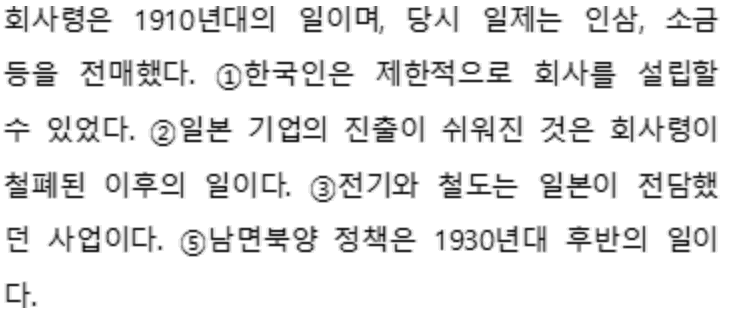 회사령은 1910년대의 일이며, 당시 일제는 인삼, 소금
등을 전매했다. ①한국인은 제한적으로 회사를 설립할
수 있었다. ②일본 기업의 진출이 쉬워진 것은 회사령이
철폐된 이후의 일이다. ③전기와 철도는 일본이 전담했
던 사업이다. ⑤남면북양 정책은 1930년대 후반의 일이
다.